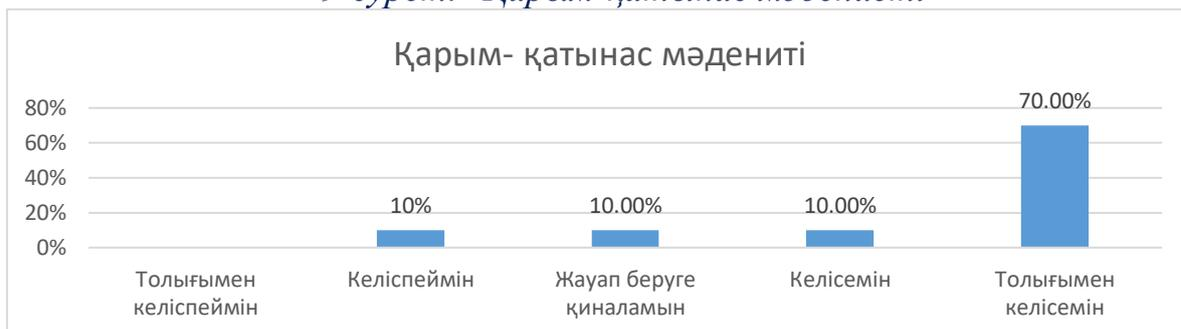 Қарым- қатынас мәдениті
80%
60%
40%
20%
0%
10%
10.00%
10.00%
70.00%
Толығымен келіспеймін
Келіспеймін
Жауап беруге қиналамын
Келісемін
Толығымен келісемін